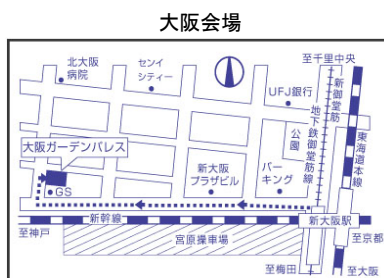 大阪会場
至千里中央
北大阪
病院
センイ
シティー
UFJ銀行
新御堂筋
地下鉄御堂筋線
東海道本線
公園
大阪ガーデンパレス
GS
新大阪
プラザビル
パー
キング
新幹線
新大阪駅
至神戸
宮原操車場
至京都
至梅田
至大阪